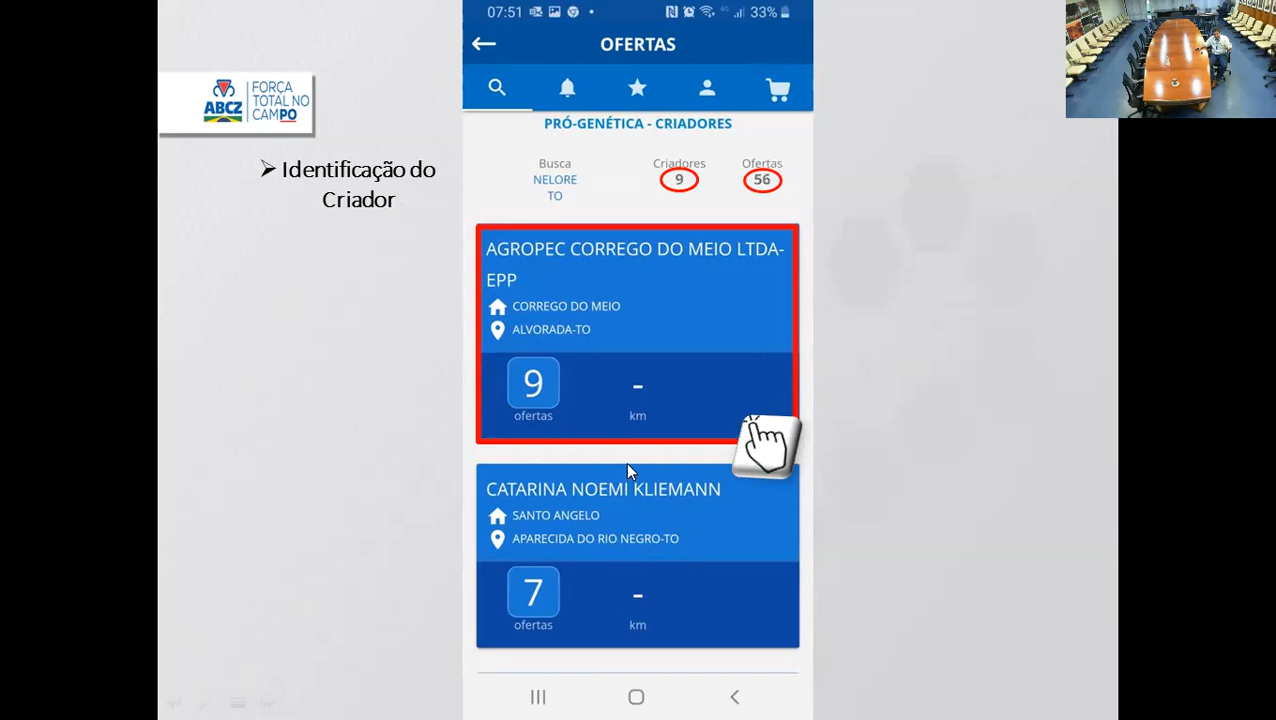 07:51
33%
OFERTAS
ABCZ
FORÇA
TOTAL NO
CAMPO
PRÓ-GENÉTICA - CRIADORES
Identificação do
Criador
Busca
NELORE
TO
Criadores
9
Ofertas
56
AGROPEC CORREGO DO MEIO LTDA-
EPP
CORREGO DO MEIO
ALVORADA-TO
9
ofertas
-
km
CATARINA NOEMI KLIEMANN
SANTO ANGELO
APARECIDA DO RIO NEGRO-TO
7
ofertas
-
km